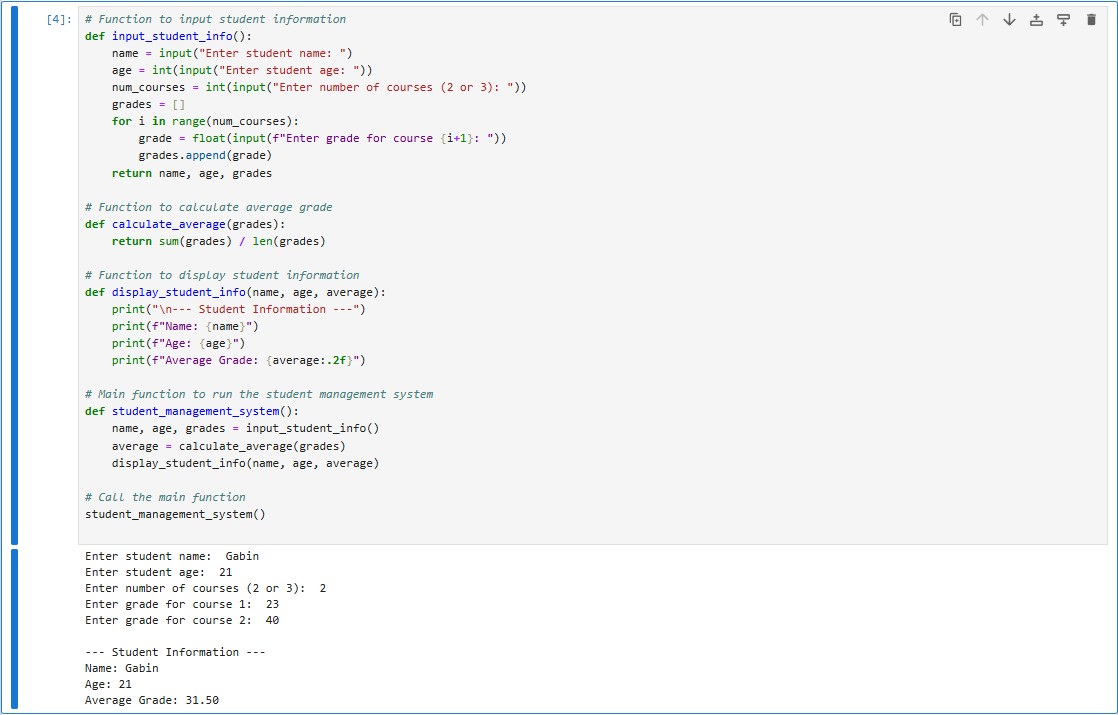 [4]: # Function to input student information
def input_student_info():
    name = input("Enter student name: ")
    age = int(input("Enter student age: "))
    num_courses = int(input("Enter number of courses (2 or 3): "))
    grades = []
    for i in range(num_courses):
        grade = float(input(f"Enter grade for course {i+1}: "))
        grades.append(grade)
    return name, age, grades

# Function to calculate average grade
def calculate_average(grades):
    return sum(grades) / len(grades)

# Function to display student information
def display_student_info(name, age, average):
    print("\n--- Student Information ---")
    print(f"Name: {name}")
    print(f"Age: {age}")
    print(f"Average Grade: {average:.2f}")

# Main function to run the student management system
def student_management_system():
    name, age, grades = input_student_info()
    average = calculate_average(grades)
    display_student_info(name, age, average)

# Call the main function
student_management_system()

Enter student name:  Gabin
Enter student age:  21
Enter number of courses (2 or 3):  2
Enter grade for course 1:  23
Enter grade for course 2:  40

--- Student Information ---
Name: Gabin
Age: 21
Average Grade: 31.50